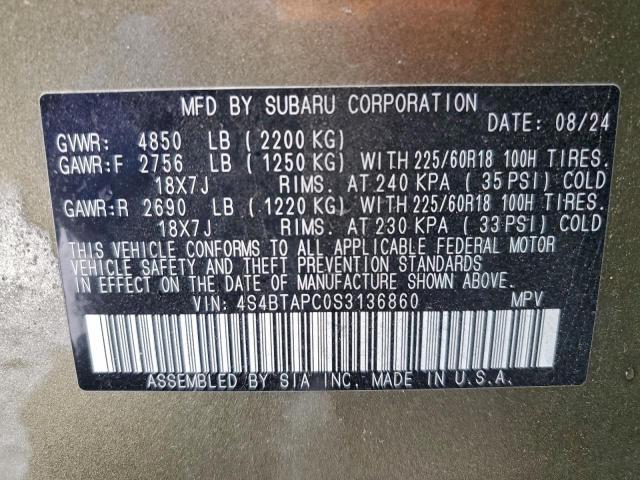 MFD BY SUBARU CORPORATION
DATE: 08/24
GVWR: 4850 LB (2200 KG)
GAWR:F 2756 LB (1250 KG) WITH 225/60R18 100H TIRES.
18X7J RIMS. AT 240 KPA (35 PSI) COLD
GAWR:R 2690 LB (1220 KG) WITH 225/60R18 100H TIRES.
18X7J RIMS. AT 230 KPA (33 PSI) COLD
THIS VEHICLE CONFORMS TO ALL APPLICABLE FEDERAL MOTOR
VEHICLE SAFETY AND THEFT PREVENTION STANDARDS
IN EFFECT ON THE DATE OF MANUFACTURE SHOWN ABOVE.
VIN: 4S4BTAPC0S3136860 MPV
ASSEMBLED BY SIA INC. MADE IN U.S.A.